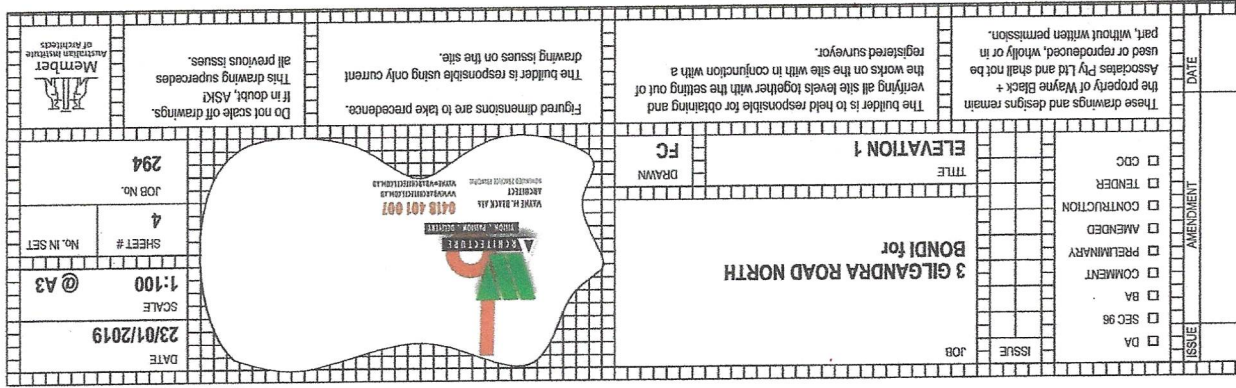 ISSUE
AMENDMENT
DATE
☐ DA
☐ SEC 96
☐ BA
☐ COMMENT
☐ PRELIMINARY
☐ AMENDED
☐ CONSTRUCTION
☐ TENDER
☐ CDC
ISSUE
JOB
3 GILGANDRA ROAD NORTH
BONDI for
TITLE
ELEVATION 1
DRAWN
FC
ARCHITECTURE
VISION . PASSION . DELIVERY
WAYNE M. BLACK AIA
ARCHITECT
0418 401 007
DATE
23/01/2019
SCALE
1:100 @ A3
SHEET #
4
No. IN SET
JOB No.
294
These drawings and designs remain
the property of Wayne Black +
Associates Pty Ltd and shall not be
used or reproduced, wholly or in
part, without written permission.
The builder is to be held responsible for obtaining and
verifying all site levels together with the setting out of
the works on the site with in conjunction with a
registered surveyor.
Figured dimensions are to take precedence.
The builder is responsible using only current
drawing issues on the site.
Do not scale off drawings.
If in doubt, ASK!
This drawing supercedes
all previous issues.
Member
Australian Institute
of Architects